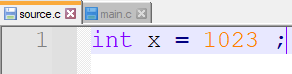 source.c main.c
1 int x = 1023 ;